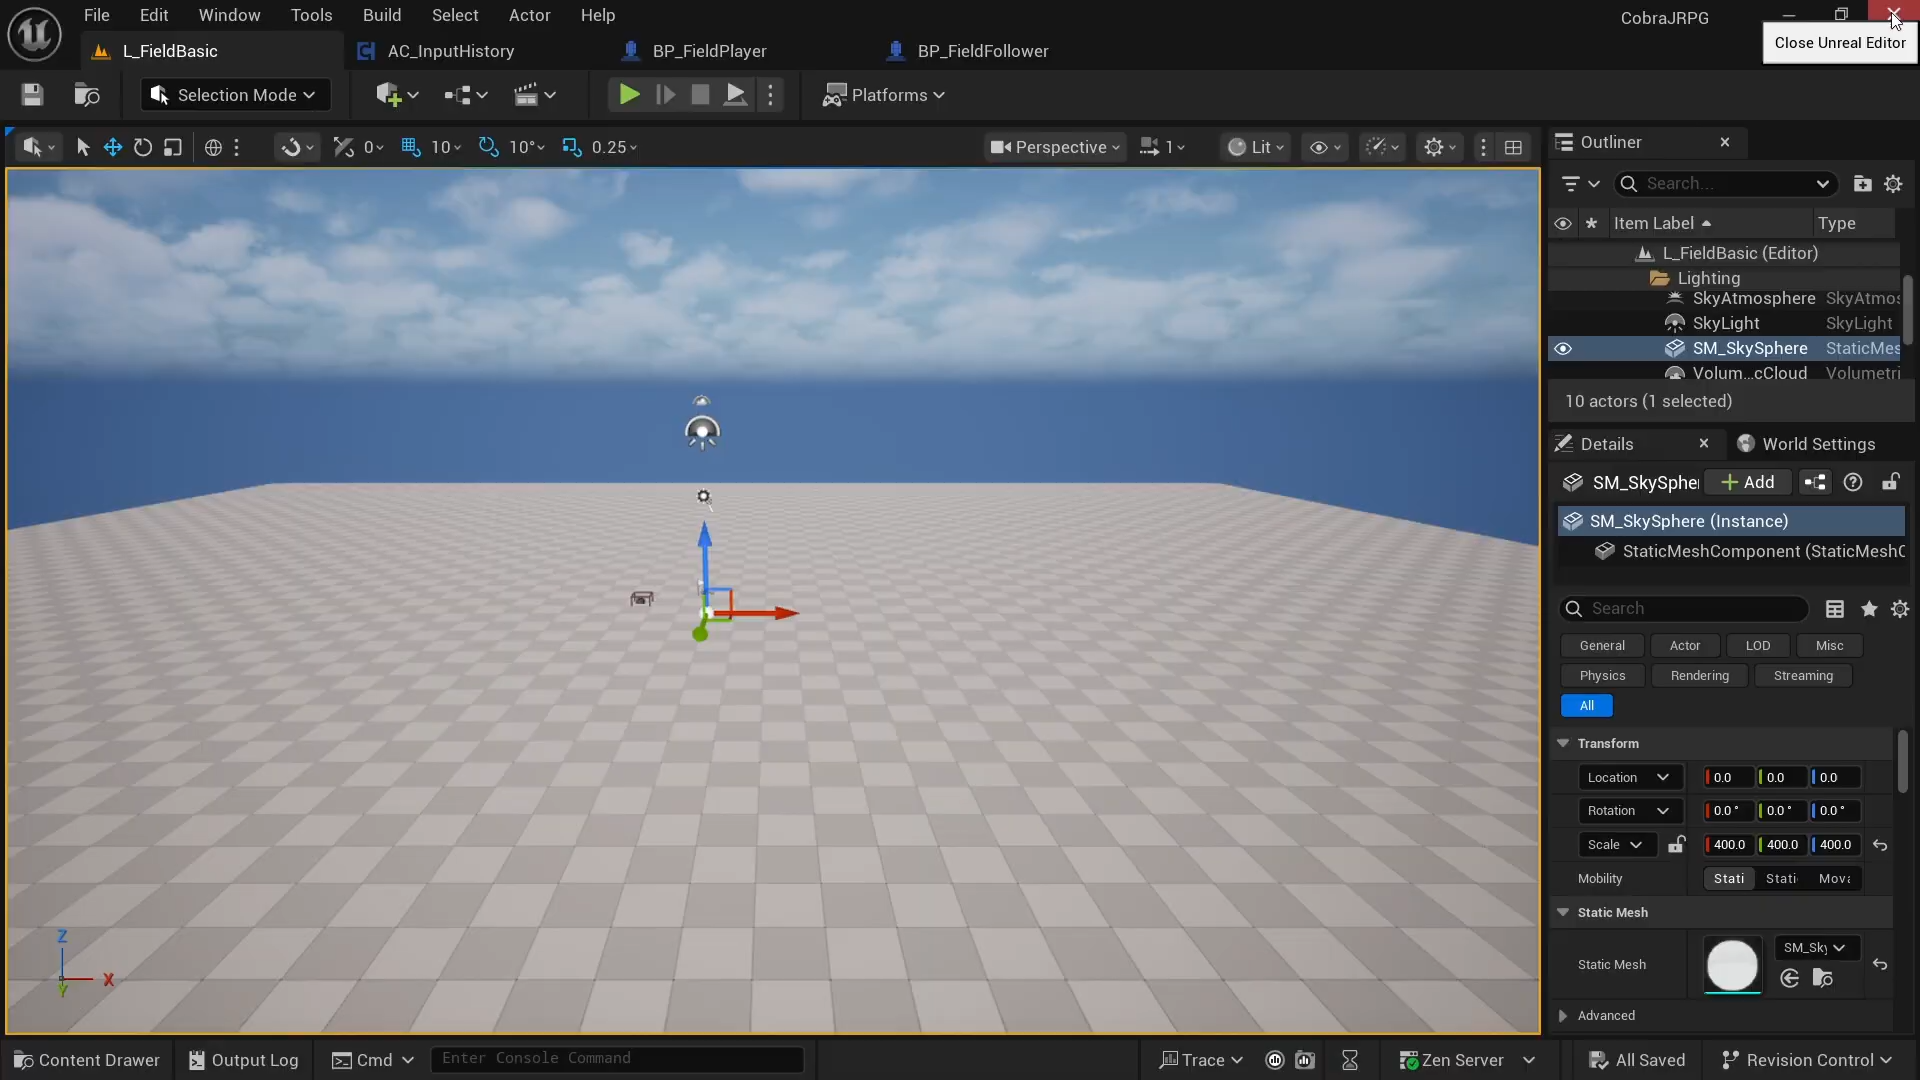 File Edit Window Tools Build Select Actor Help
CobraJRPG
Close Unreal Editor
L_FieldBasic
AC_InputHistory
BP_FieldPlayer
BP_FieldFollower
Selection Mode
Platforms
0
10
10°
0.25
Perspective
1
Lit
Outliner
Search...
Item Label
Type
L_FieldBasic (Editor)
Lighting
SkyAtmosphere SkyAtmos
SkyLight SkyLight
SM_SkySphere StaticMes
Volum...cCloud Volumetri
10 actors (1 selected)
Details
World Settings
SM_SkySpher
Add
SM_SkySphere (Instance)
StaticMeshComponent (StaticMeshC
Search
General Actor LOD Misc
Physics Rendering Streaming
All
Transform
Location 0.0 0.0 0.0
Rotation 0.0° 0.0° 0.0°
Scale 400.0 400.0 400.0
Mobility Stati Stati Mova
Static Mesh
Static Mesh SM_Sky
Advanced
Z
X
Y
Content Drawer
Output Log
Cmd
Enter Console Command
Trace
Zen Server
All Saved
Revision Control